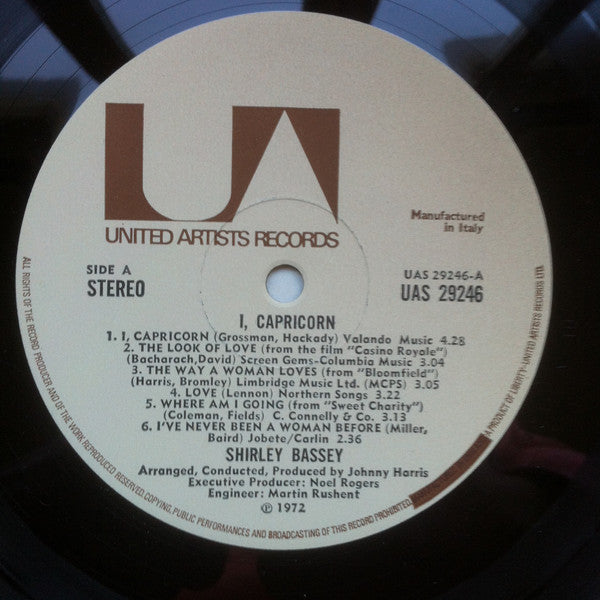 UA
UNITED ARTISTS RECORDS
Manufactured
in Italy
SIDE A
STEREO
UAS 29246-A
UAS 29246
I, CAPRICORN
1. I, CAPRICORN (Grossman, Hackady) Valando Music 4.28
2. THE LOOK OF LOVE (from the film "Casino Royale")
(Bacharach,David) Screen Gems-Columbia Music 3.04
3. THE WAY A WOMAN LOVES (from "Bloomfield")
(Harris, Bromley) Limbridge Music Ltd. (MCPS) 3.05
4. LOVE (Lennon) Northern Songs 3.22
5. WHERE AM I GOING (from "Sweet Charity")
(Coleman, Fields) C. Connelly & Co. 3.13
6. I'VE NEVER BEEN A WOMAN BEFORE (Miller,
Baird) Jobete/Carlin 2.36
SHIRLEY BASSEY
Arranged, Conducted, Produced by Johnny Harris
Executive Producer: Noel Rogers
Engineer: Martin Rushent
℗ 1972
ALL RIGHTS OF THE RECORD PRODUCER AND OF THE OWNER OF THE WORK REPRODUCED RESERVED. COPYING, PUBLIC PERFORMANCES AND BROADCASTING OF THIS RECORD PROHIBITED.
A PRODUCT OF LIBERTY-UNITED ARTISTS RECORDS LTD.